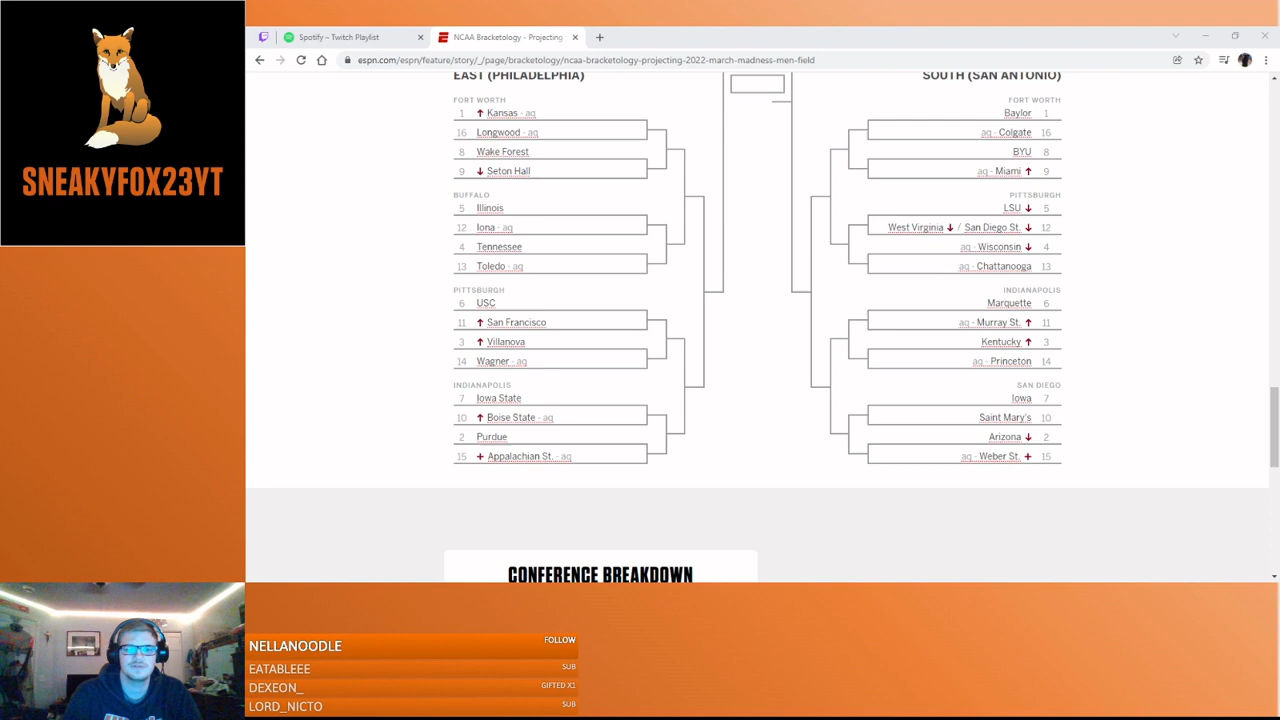 SNEAKYFOX23YT
Spotify – Twitch Playlist
NCAA Bracketology - Projecting
espn.com/espn/feature/story/_/page/bracketology/ncaa-bracketology-projecting-2022-march-madness-men-field
EAST (PHILADELPHIA)
FORT WORTH
1 Kansas - aq
16 Longwood - aq
8 Wake Forest
9 Seton Hall
BUFFALO
5 Illinois
12 Iona - aq
4 Tennessee
13 Toledo - aq
PITTSBURGH
6 USC
11 San Francisco
3 Villanova
14 Wagner - aq
INDIANAPOLIS
7 Iowa State
10 Boise State - aq
2 Purdue
15 Appalachian St. - aq
SOUTH (SAN ANTONIO)
FORT WORTH
Baylor 1
aq - Colgate 16
BYU 8
aq - Miami 9
PITTSBURGH
LSU 5
West Virginia / San Diego St. 12
aq - Wisconsin 4
aq - Chattanooga 13
INDIANAPOLIS
Marquette 6
aq - Murray St. 11
Kentucky 3
aq - Princeton 14
SAN DIEGO
Iowa 7
Saint Mary's 10
Arizona 2
aq - Weber St. 15
CONFERENCE BREAKDOWN
NELLANOODLE FOLLOW
EATABLEEE SUB
DEXEON_ GIFTED X1
LORD_NICTO SUB